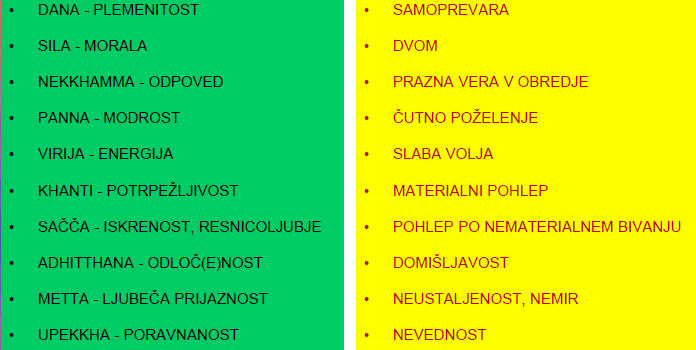 • DANA - PLEMENITOST
• SILA - MORALA
• NEKKHAMMA - ODPOVED
• PANNA - MODROST
• VIRIJA - ENERGIJA
• KHANTI - POTRPEŽLJIVOST
• SAČČA - ISKRENOST, RESNICOLJUBJE
• ADHITTHANA - ODLOČ(E)NOST
• METTA - LJUBEČA PRIJAZNOST
• UPEKKHA - PORAVNANOST
• SAMOPREVARA
• DVOM
• PRAZNA VERA V OBREDJE
• ČUTNO POŽELENJE
• SLABA VOLJA
• MATERIALNI POHLEP
• POHLEP PO NEMATERIALNEM BIVANJU
• DOMIŠLJAVOST
• NEUSTALJENOST, NEMIR
• NEVEDNOST